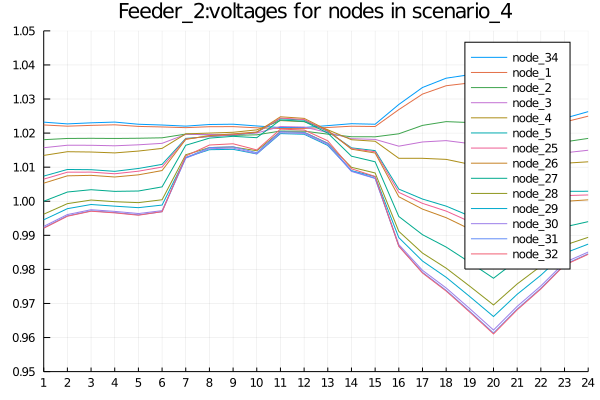 Feeder_2:voltages for nodes in scenario_4
1.05
1.04
1.03
1.02
1.01
1.00
0.99
0.98
0.97
0.96
0.95
1 2 3 4 5 6 7 8 9 10 11 12 13 14 15 16 17 18 19 20 21 22 23 24
node_34
node_1
node_2
node_3
node_4
node_5
node_25
node_26
node_27
node_28
node_29
node_30
node_31
node_32